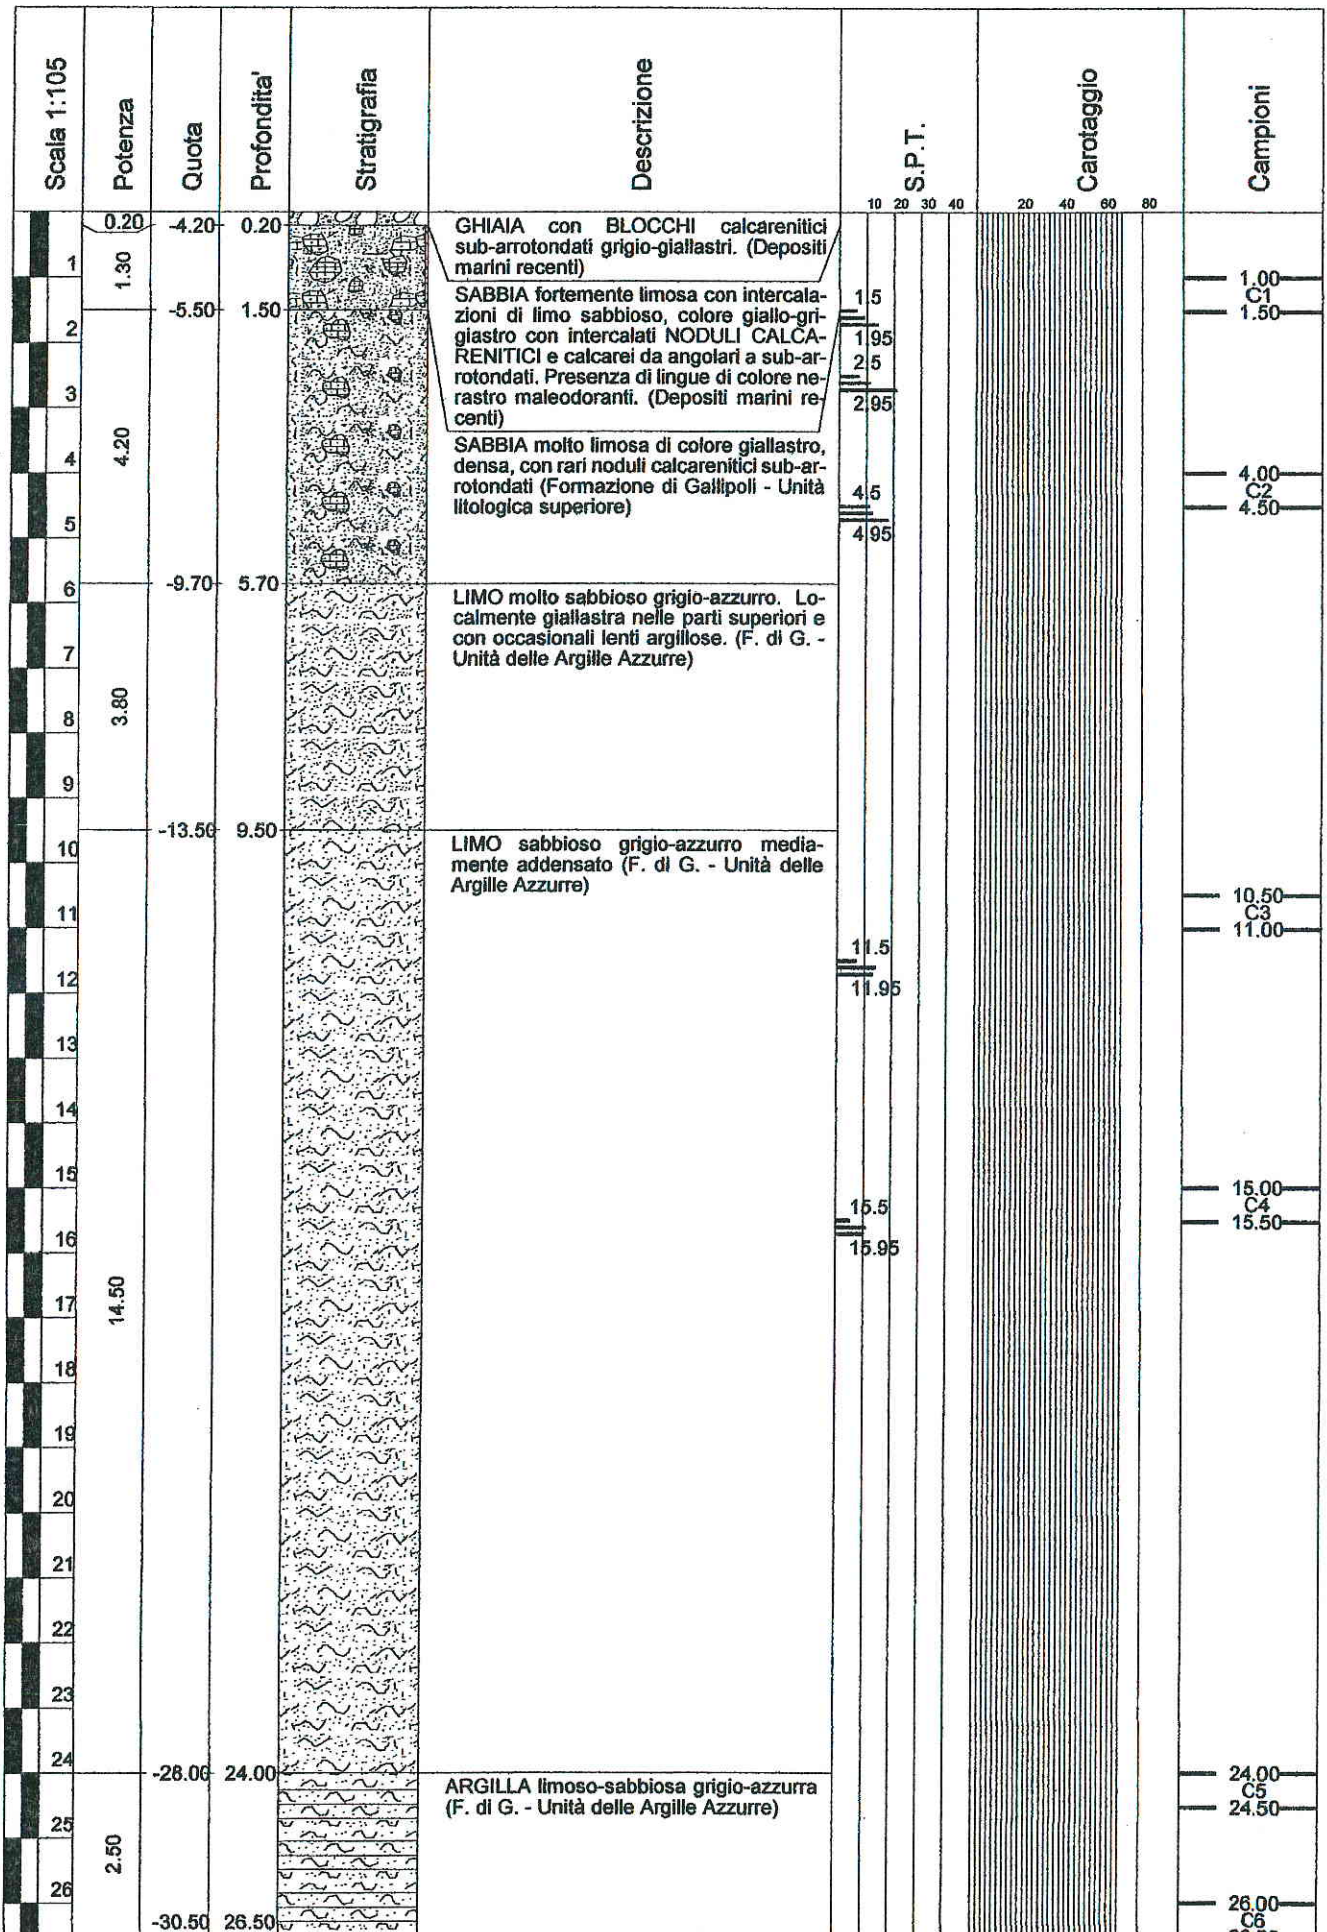 Scala 1:105
Potenza
Quota
Profondita'
Stratigrafia
Descrizione
S.P.T.
Carotaggio
Campioni
10 20 30 40
20 40 60 80
0.20 -4.20 0.20
GHIAIA con BLOCCHI calcarenitici
sub-arrotondati grigio-giallastri. (Depositi
marini recenti)
1
1.30
1.00
C1
1.50
-5.50 1.50
SABBIA fortemente limosa con intercala-
zioni di limo sabbioso, colore giallo-gri-
giastro con intercalati NODULI CALCA-
RENITICI e calcarei da angolari a sub-ar-
rotondati. Presenza di lingue di colore ne-
rastro maleodoranti. (Depositi marini re-
centi)
1.5
1.95
2.5
2.95
2
3
4
4.20
SABBIA molto limosa di colore giallastro,
densa, con rari noduli calcarenitici sub-ar-
rotondati (Formazione di Gallipoli - Unità
litologica superiore)
4.5
4.95
4.00
C2
4.50
5
6
-9.70 5.70
LIMO molto sabbioso grigio-azzurro. Lo-
calmente giallastra nelle parti superiori e
con occasionali lenti argillose. (F. di G. -
Unità delle Argille Azzurre)
7
3.80
8
9
-13.50 9.50
10
LIMO sabbioso grigio-azzurro media-
mente addensato (F. di G. - Unità delle
Argille Azzurre)
10.50
C3
11.00
11
11.5
11.95
12
13
14
15
15.00
C4
15.50
15.5
15.95
16
14.50
17
18
19
20
21
22
23
24
-28.00 24.00
ARGILLA limoso-sabbiosa grigio-azzurra
(F. di G. - Unità delle Argille Azzurre)
24.00
C5
24.50
25
2.50
26
26.00
C6
-30.50 26.50